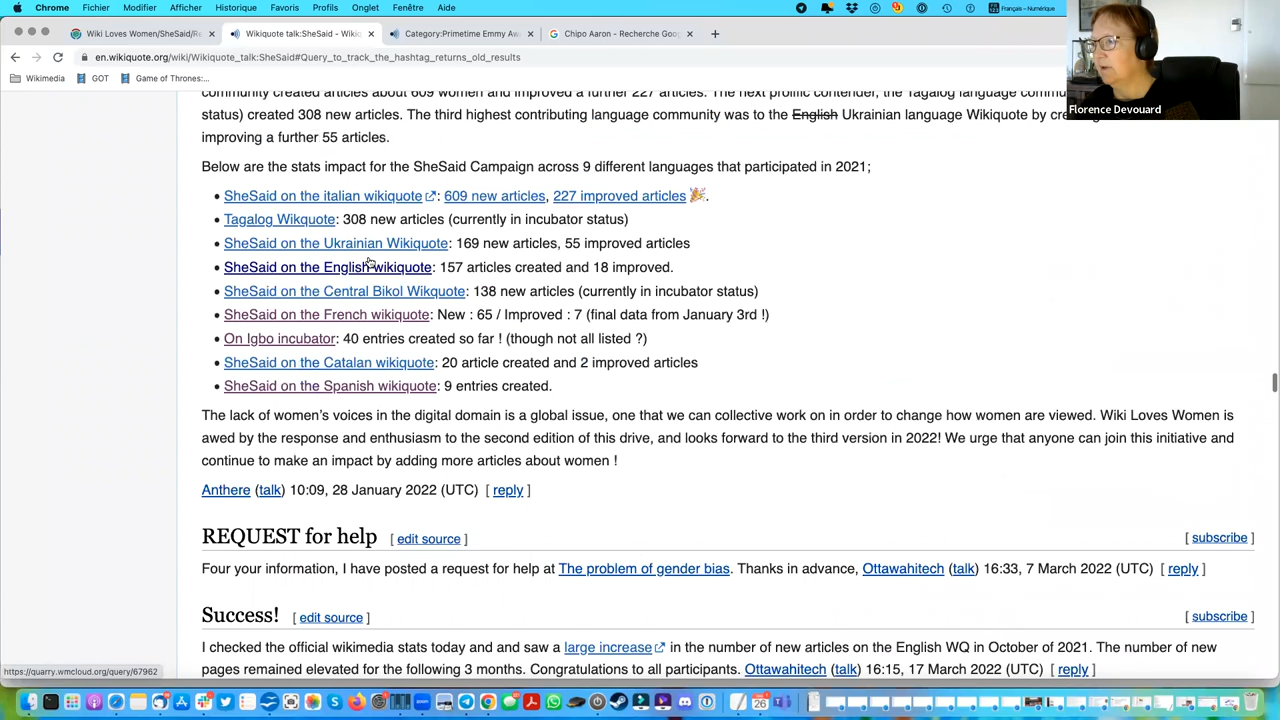 Chrome Fichier Modifier Afficher Historique Favoris Profils Onglet Fenêtre Aide Français – Numérique
Wiki Loves Women/SheSaid/Re × Wikiquote talk:SheSaid - Wikiq × Category:Primetime Emmy Awa × Chipo Aaron - Recherche Goog × +
en.wikiquote.org/wiki/Wikiquote_talk:SheSaid#Query_to_track_the_hashtag_returns_old_results
Wikimedia GOT Game of Thrones:...
Florence Devouard
community created articles about 609 women and improved a further 227 articles. The next prolific contender, the Tagalog language commu
status) created 308 new articles. The third highest contributing language community was to the English Ukrainian language Wikiquote by cre
improving a further 55 articles.
Below are the stats impact for the SheSaid Campaign across 9 different languages that participated in 2021;
• SheSaid on the italian wikiquote : 609 new articles, 227 improved articles 🎉.
• Tagalog Wikquote: 308 new articles (currently in incubator status)
• SheSaid on the Ukrainian Wikiquote: 169 new articles, 55 improved articles
• SheSaid on the English wikiquote: 157 articles created and 18 improved.
• SheSaid on the Central Bikol Wikquote: 138 new articles (currently in incubator status)
• SheSaid on the French wikiquote: New : 65 / Improved : 7 (final data from January 3rd !)
• On Igbo incubator: 40 entries created so far ! (though not all listed ?)
• SheSaid on the Catalan wikiquote: 20 article created and 2 improved articles
• SheSaid on the Spanish wikiquote: 9 entries created.
The lack of women's voices in the digital domain is a global issue, one that we can collective work on in order to change how women are viewed. Wiki Loves Women is
awed by the response and enthusiasm to the second edition of this drive, and looks forward to the third version in 2022! We urge that anyone can join this initiative and
continue to make an impact by adding more articles about women !
Anthere (talk) 10:09, 28 January 2022 (UTC) [ reply ]
REQUEST for help [ edit source ] [ subscribe ]
Four your information, I have posted a request for help at The problem of gender bias. Thanks in advance, Ottawahitech (talk) 16:33, 7 March 2022 (UTC) [ reply ]
Success! [ edit source ] [ subscribe ]
I checked the official wikimedia stats today and and saw a large increase in the number of new articles on the English WQ in October of 2021. The number of new
pages remained elevated for the following 3 months. Congratulations to all participants. Ottawahitech (talk) 16:15, 17 March 2022 (UTC) [ reply ]
https://quarry.wmcloud.org/query/67962
26